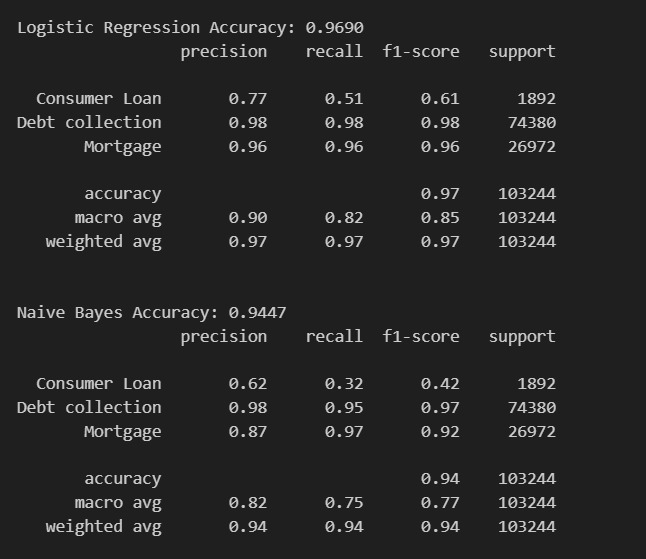 Logistic Regression Accuracy: 0.9690
precision recall f1-score support
Consumer Loan 0.77 0.51 0.61 1892
Debt collection 0.98 0.98 0.98 74380
Mortgage 0.96 0.96 0.96 26972
accuracy 0.97 103244
macro avg 0.90 0.82 0.85 103244
weighted avg 0.97 0.97 0.97 103244
Naive Bayes Accuracy: 0.9447
precision recall f1-score support
Consumer Loan 0.62 0.32 0.42 1892
Debt collection 0.98 0.95 0.97 74380
Mortgage 0.87 0.97 0.92 26972
accuracy 0.94 103244
macro avg 0.82 0.75 0.77 103244
weighted avg 0.94 0.94 0.94 103244